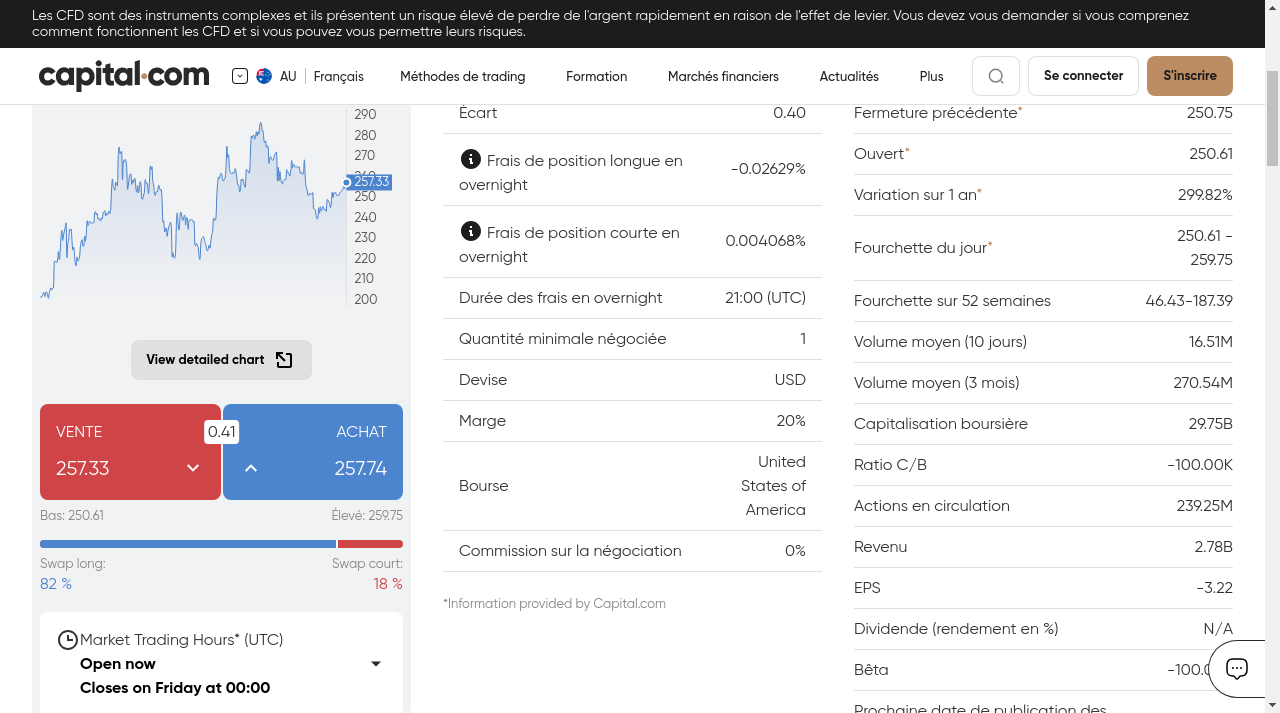 Les CFD sont des instruments complexes et ils présentent un risque élevé de perdre de l'argent rapidement en raison de l'effet de levier. Vous devez vous demander si vous comprenez
comment fonctionnent les CFD et si vous pouvez vous permettre leurs risques.
capital.com
AU
Français
Méthodes de trading
Formation
Marchés financiers
Actualités
Plus
Se connecter
S'inscrire
290
280
270
260
257.33
250
240
230
220
210
200
View detailed chart
VENTE
0.41
ACHAT
257.33
257.74
Bas: 250.61
Élevé: 259.75
Swap long:
Swap court:
82 %
18 %
Market Trading Hours* (UTC)
Open now
Closes on Friday at 00:00
Écart 0.40
Frais de position longue en
overnight
-0.02629%
Frais de position courte en
overnight
0.004068%
Durée des frais en overnight 21:00 (UTC)
Quantité minimale négociée 1
Devise USD
Marge 20%
Bourse
United
States of
America
Commission sur la négociation 0%
*Information provided by Capital.com
Fermeture précédente* 250.75
Ouvert* 250.61
Variation sur 1 an* 299.82%
Fourchette du jour*
250.61 -
259.75
Fourchette sur 52 semaines 46.43-187.39
Volume moyen (10 jours) 16.51M
Volume moyen (3 mois) 270.54M
Capitalisation boursière 29.75B
Ratio C/B -100.00K
Actions en circulation 239.25M
Revenu 2.78B
EPS -3.22
Dividende (rendement en %) N/A
Bêta
Prochaine date de publication des